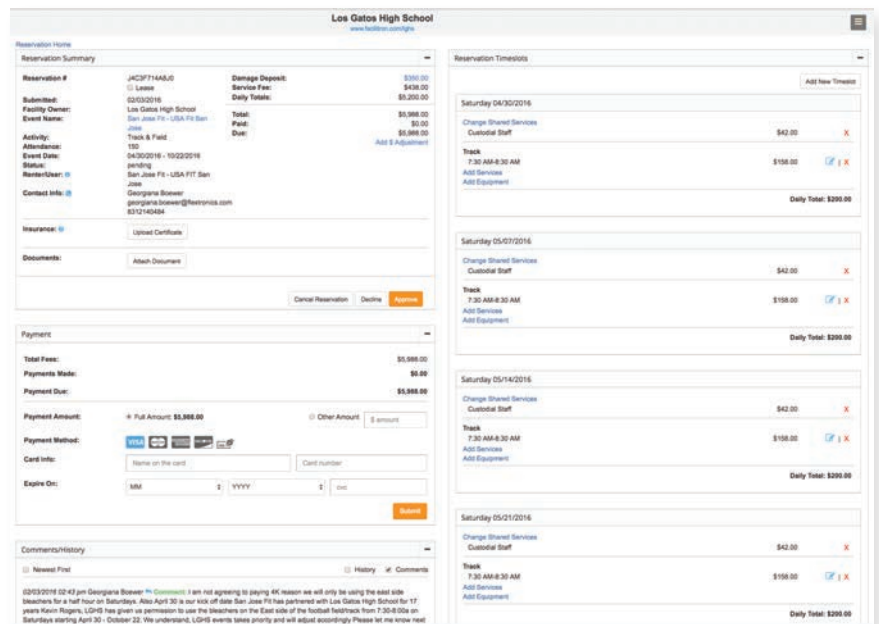 Los Gatos High School
www.facilitron.com/lghs
Reservation Home
Reservation Summary
Reservation # J4C3F714A8J0
Lease
Submitted: 02/03/2016
Facility Owner: Los Gatos High School
Event Name: San Jose Fit - USA Fit San Jose
Activity: Track & Field
Attendance: 150
Event Date: 04/30/2016 - 10/22/2016
Status: pending
Renter/User: San Jose Fit - USA FIT San Jose
Contact Info: Georgiana Boewer
georgiana.boewer@fleetronics.com
8312140484
Damage Deposit: $350.00
Service Fee: $438.00
Daily Totals: $5,200.00
Total: $5,988.00
Paid: $0.00
Due: $5,988.00
Add $ Adjustment
Insurance: Upload Certificate
Documents: Attach Document
Cancel Reservation Decline Approve
Payment
Total Fees: $5,988.00
Payments Made: $0.00
Payment Due: $5,988.00
Payment Amount: Full Amount: $5,988.00 Other Amount $ amount
Payment Method: VISA
Card Info: Name on the card Card number
Expire On: MM YYYY cvc
Submit
Comments/History
Newest First History Comments
02/03/2016 02:43 pm Georgiana Boewer Comment: I am not agreeing to paying 4K reason we will only be using the east side
bleachers for a half hour on Saturdays. Also April 30 is our kick off date San Jose Fit has partnered with Los Gatos High School for 17
years Kevin Rogers, LGHS has given us permission to use the bleachers on the East side of the football field/track from 7:30-8:00a on
Saturdays starting April 30 - October 22. We understand, LGHS events takes priority and will adjust accordingly Please let me know next
Reservation Timeslots
Add New Timeslot
Saturday 04/30/2016
Change Shared Services
Custodial Staff $42.00 X
Track
7:30 AM-8:30 AM $158.00 | X
Add Services
Add Equipment
Daily Total: $200.00
Saturday 05/07/2016
Change Shared Services
Custodial Staff $42.00 X
Track
7:30 AM-8:30 AM $158.00 | X
Add Services
Add Equipment
Daily Total: $200.00
Saturday 05/14/2016
Change Shared Services
Custodial Staff $42.00 X
Track
7:30 AM-8:30 AM $158.00 | X
Add Services
Add Equipment
Daily Total: $200.00
Saturday 05/21/2016
Change Shared Services
Custodial Staff $42.00 X
Track
7:30 AM-8:30 AM $158.00 | X
Add Services
Add Equipment
Daily Total: $200.00